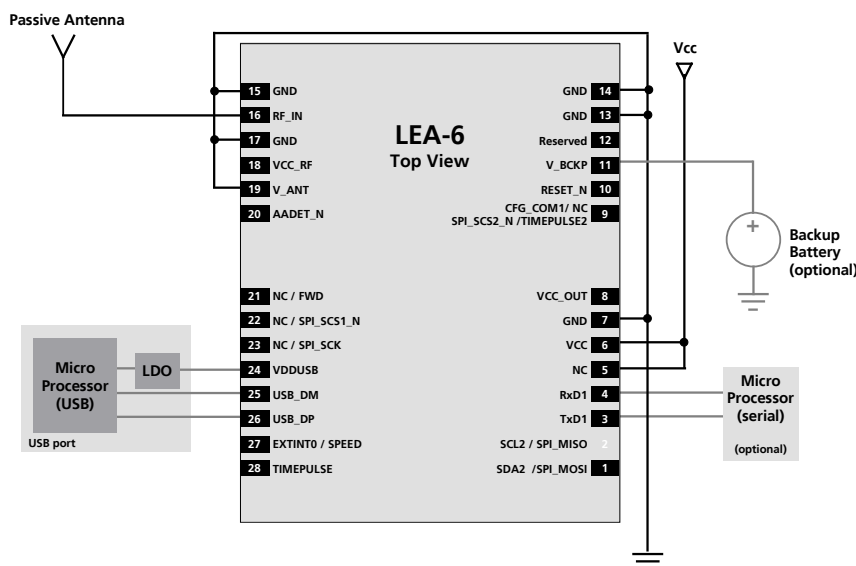 Passive Antenna
Vcc
LEA-6
Top View
15 GND
16 RF_IN
17 GND
18 VCC_RF
19 V_ANT
20 AADET_N
21 NC / FWD
22 NC / SPI_SCS1_N
23 NC / SPI_SCK
24 VDDUSB
25 USB_DM
26 USB_DP
27 EXTINT0 / SPEED
28 TIMEPULSE
GND 14
GND 13
Reserved 12
V_BCKP 11
RESET_N 10
CFG_COM1/ NC
SPI_SCS2_N /TIMEPULSE2 9
VCC_OUT 8
GND 7
VCC 6
NC 5
RxD1 4
TxD1 3
SCL2 / SPI_MISO 2
SDA2 /SPI_MOSI 1
Micro
Processor
(USB)
LDO
USB port
+
Backup
Battery
(optional)
Micro
Processor
(serial)
(optional)